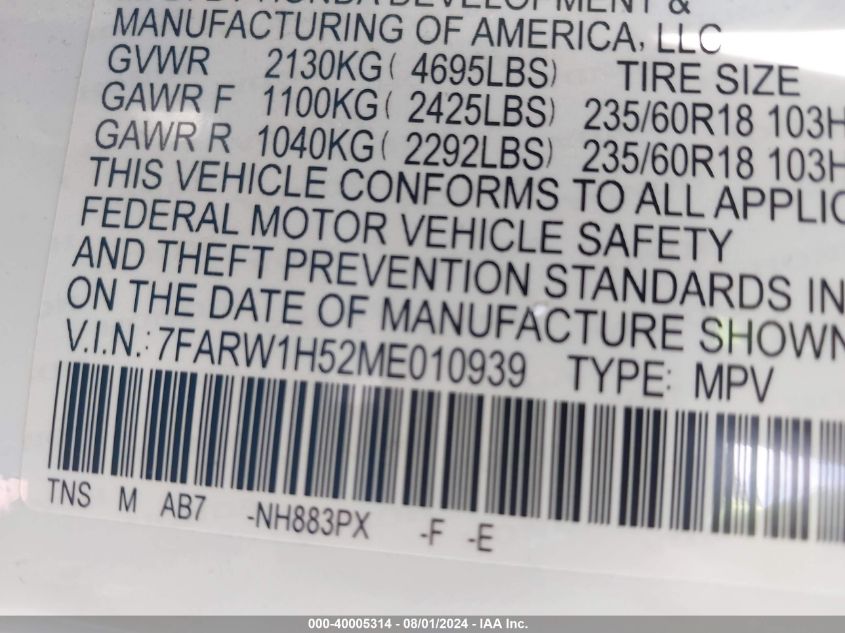 HONDA DEVELOPMENT &
MANUFACTURING OF AMERICA, LLC
GVWR 2130KG( 4695LBS) TIRE SIZE
GAWR F 1100KG( 2425LBS) 235/60R18 103H
GAWR R 1040KG( 2292LBS) 235/60R18 103H
THIS VEHICLE CONFORMS TO ALL APPLIC
FEDERAL MOTOR VEHICLE SAFETY
AND THEFT PREVENTION STANDARDS IN
ON THE DATE OF MANUFACTURE SHOWN
V.I.N.: 7FARW1H52ME010939 TYPE: MPV
TNS M AB7 -NH883PX -F -E
000-40005314 - 08/01/2024 - IAA Inc.